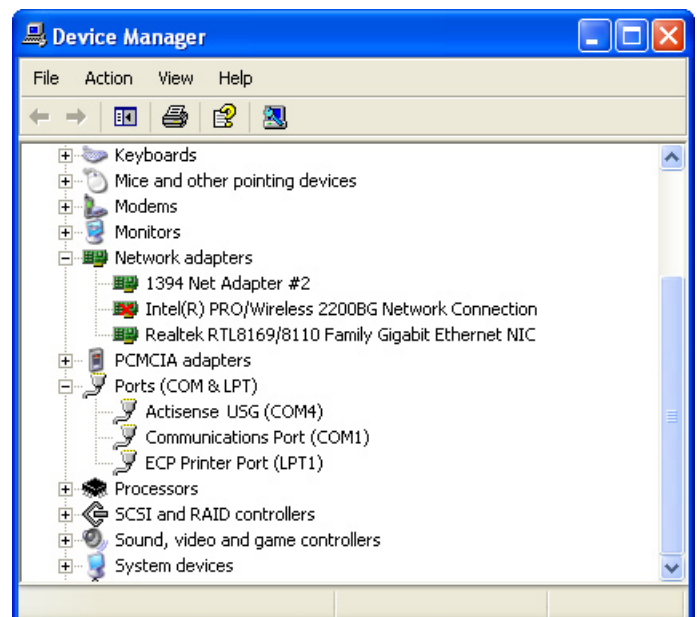 Device Manager
File Action View Help
Keyboards
Mice and other pointing devices
Modems
Monitors
Network adapters
1394 Net Adapter #2
Intel(R) PRO/Wireless 2200BG Network Connection
Realtek RTL8169/8110 Family Gigabit Ethernet NIC
PCMCIA adapters
Ports (COM & LPT)
Actisense USG (COM4)
Communications Port (COM1)
ECP Printer Port (LPT1)
Processors
SCSI and RAID controllers
Sound, video and game controllers
System devices